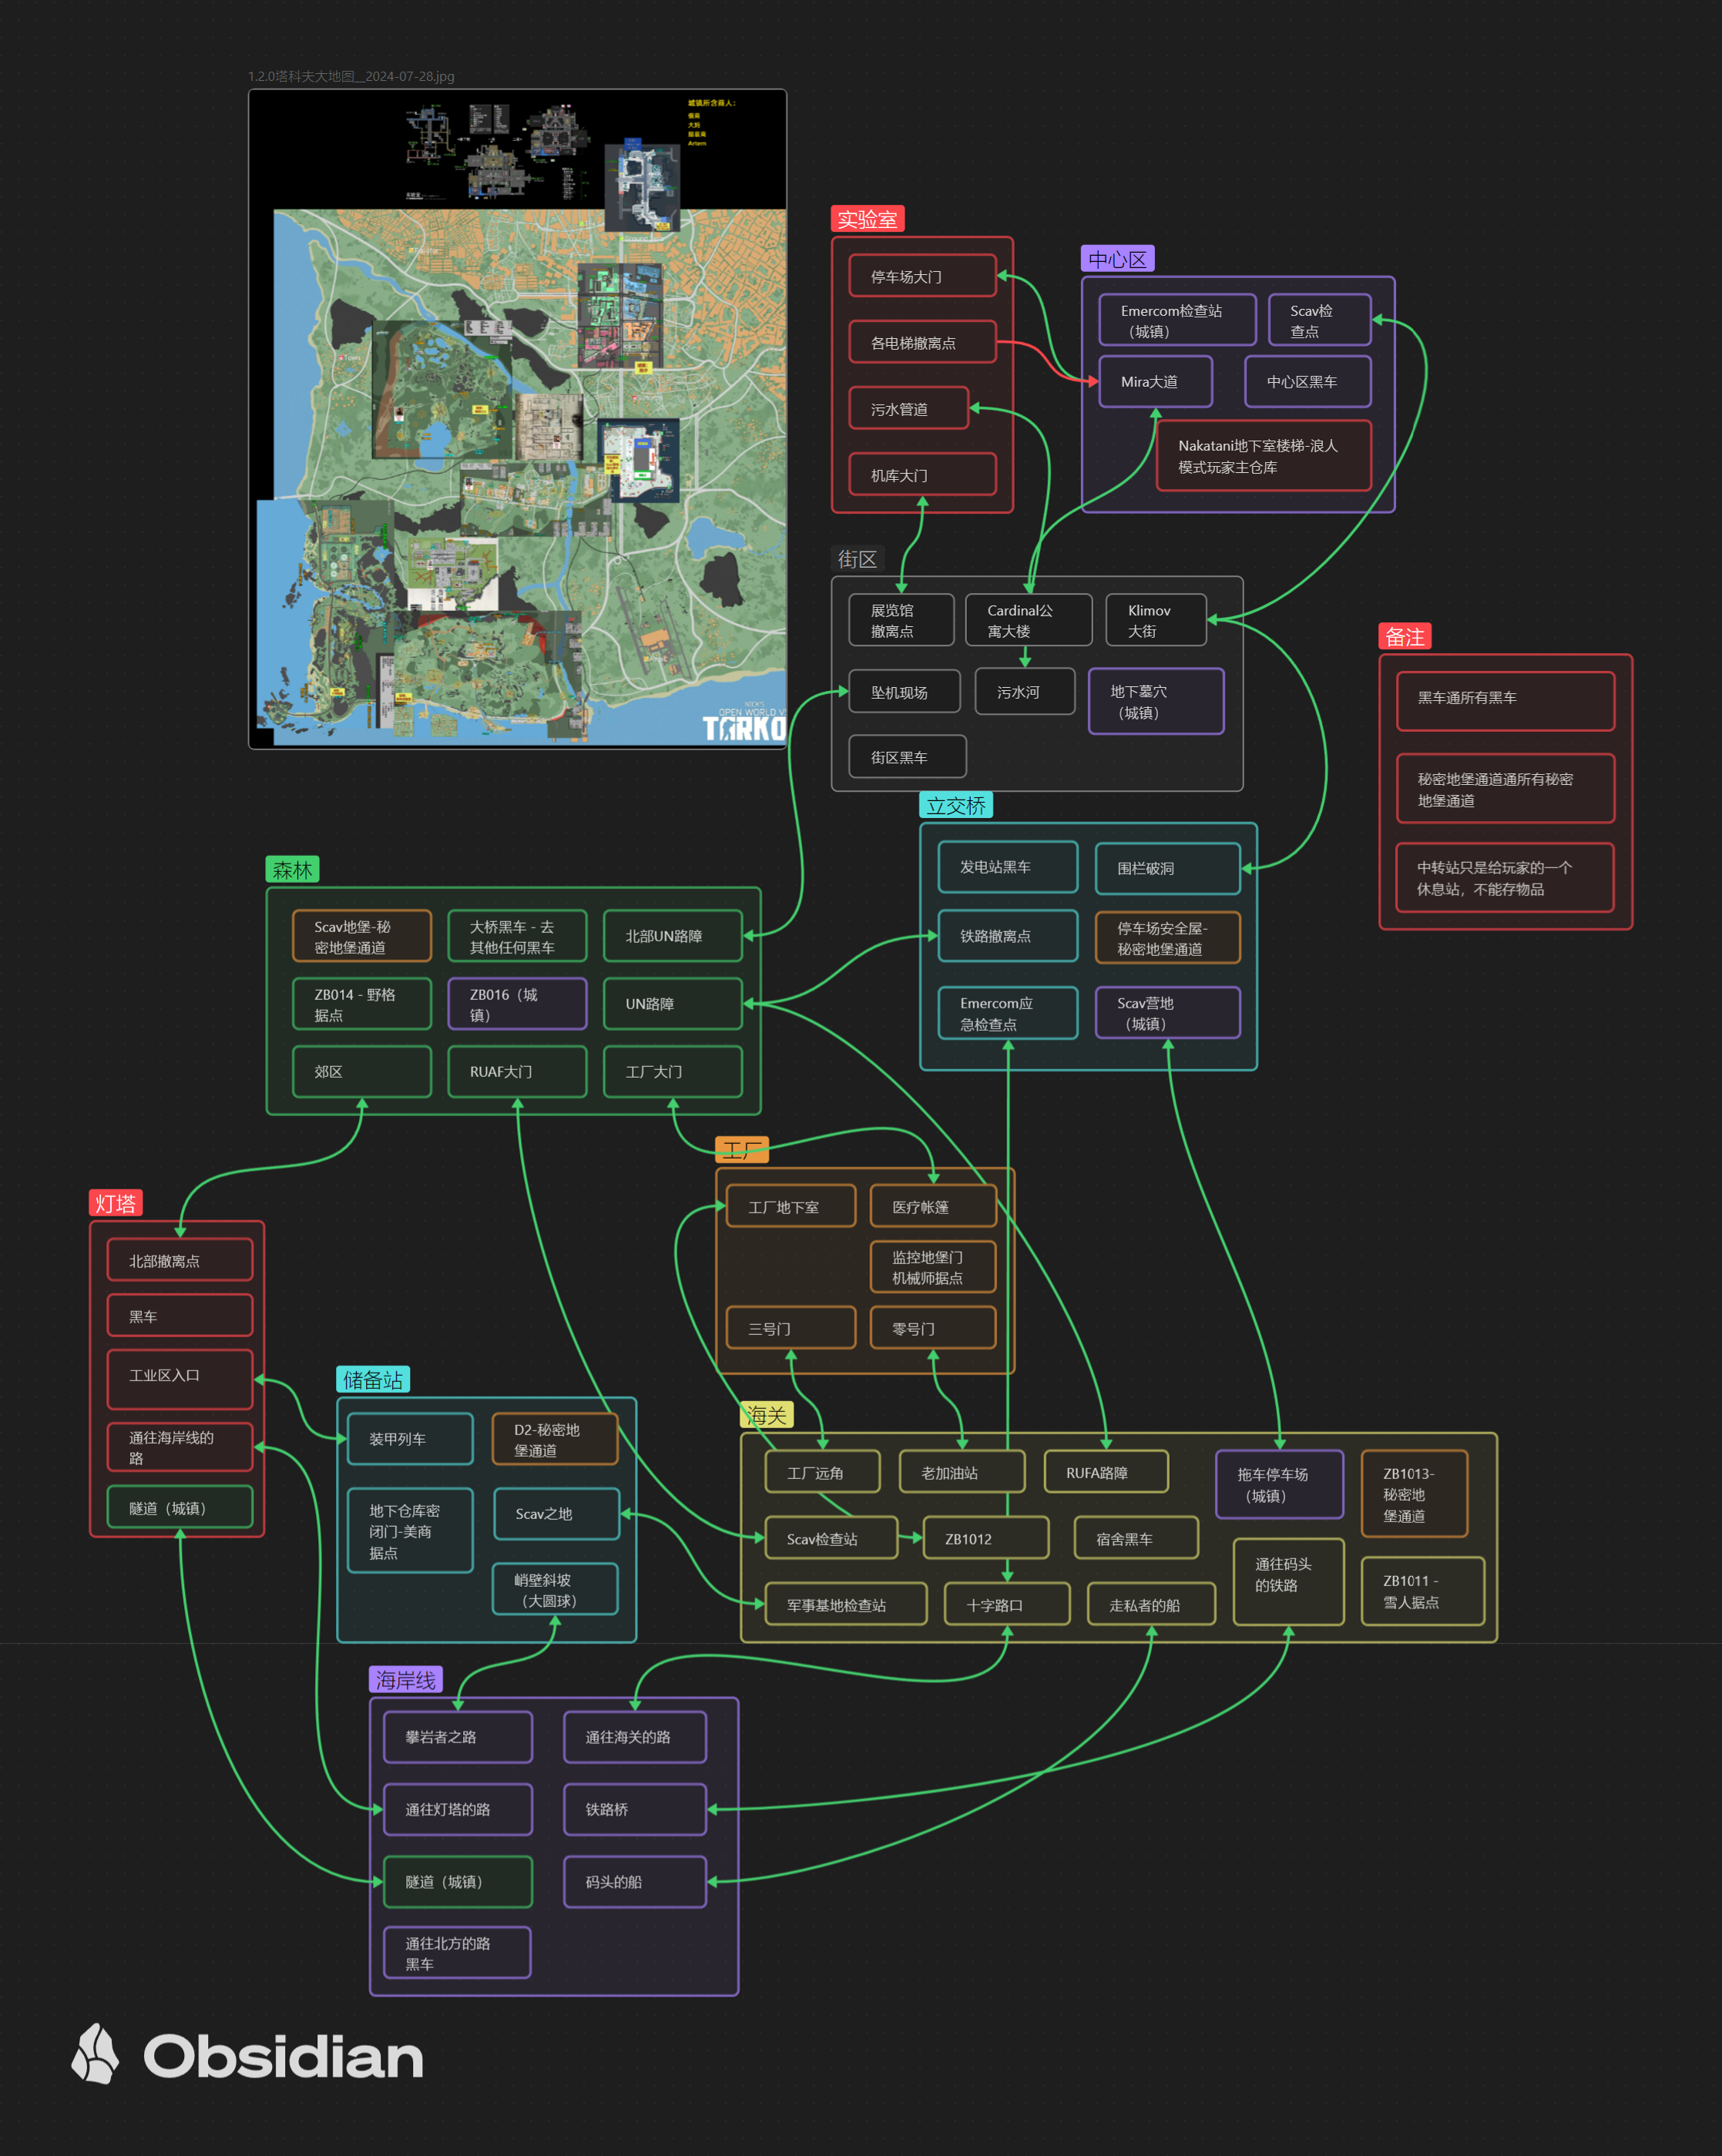 1.2.0塔科夫大地图__2024-07-28.jpg
城镇所含商人：
俄商
大妈
服装商
Artem
实验室
TARKO
OPEN WORLD V
实验室
停车场大门
各电梯撤离点
污水管道
机库大门
中心区
Emercom检查站
（城镇）
Scav检
查点
Mira大道
中心区黑车
Nakatani地下室楼梯-浪人
模式玩家主仓库
街区
展览馆
撤离点
Cardinal公
寓大楼
Klimov
大街
坠机现场
污水河
地下墓穴
（城镇）
街区黑车
备注
黑车通所有黑车
秘密地堡通道通所有秘密
地堡通道
中转站只是给玩家的一个
休息站，不能存物品
立交桥
发电站黑车
围栏破洞
铁路撤离点
停车场安全屋-
秘密地堡通道
Emercom应
急检查点
Scav营地
（城镇）
森林
Scav地堡-秘
密地堡通道
大桥黑车 - 去
其他任何黑车
北部UN路障
ZB014 - 野格
据点
ZB016（城
镇）
UN路障
郊区
RUAF大门
工厂大门
工厂
工厂地下室
医疗帐篷
监控地堡门
机械师据点
三号门
零号门
灯塔
北部撤离点
黑车
工业区入口
通往海岸线的
路
隧道（城镇）
储备站
装甲列车
D2-秘密地
堡通道
地下仓库密
闭门-美商
据点
Scav之地
峭壁斜坡
（大圆球）
海关
工厂远角
老加油站
RUFA路障
拖车停车场
（城镇）
ZB1013-
秘密地
堡通道
Scav检查站
ZB1012
宿舍黑车
通往码头
的铁路
ZB1011 -
雪人据点
军事基地检查站
十字路口
走私者的船
海岸线
攀岩者之路
通往海关的路
通往灯塔的路
铁路桥
隧道（城镇）
码头的船
通往北方的路
黑车
Obsidian